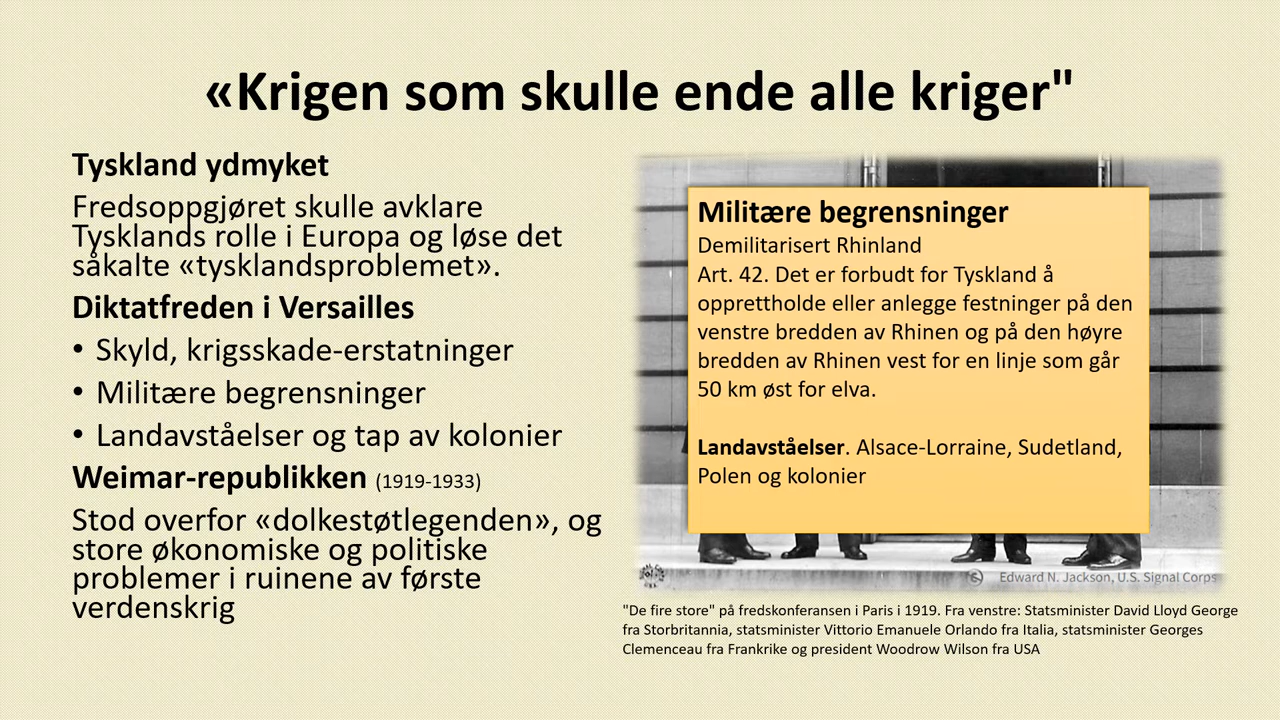 «Krigen som skulle ende alle kriger"
Tyskland ydmyket
Fredsoppgjøret skulle avklare
Tysklands rolle i Europa og løse det
såkalte «tysklandsproblemet».
Diktatfreden i Versailles
• Skyld, krigsskade-erstatninger
• Militære begrensninger
• Landavståelser og tap av kolonier
Weimar-republikken (1919-1933)
Stod overfor «dolkestøtlegenden», og
store økonomiske og politiske
problemer i ruinene av første
verdenskrig
Militære begrensninger
Demilitarisert Rhinland
Art. 42. Det er forbudt for Tyskland å
opprettholde eller anlegge festninger på den
venstre bredden av Rhinen og på den høyre
bredden av Rhinen vest for en linje som går
50 km øst for elva.
Landavståelser. Alsace-Lorraine, Sudetland,
Polen og kolonier
Edward N. Jackson, U.S. Signal Corps
"De fire store" på fredskonferansen i Paris i 1919. Fra venstre: Statsminister David Lloyd George
fra Storbritannia, statsminister Vittorio Emanuele Orlando fra Italia, statsminister Georges
Clemenceau fra Frankrike og president Woodrow Wilson fra USA